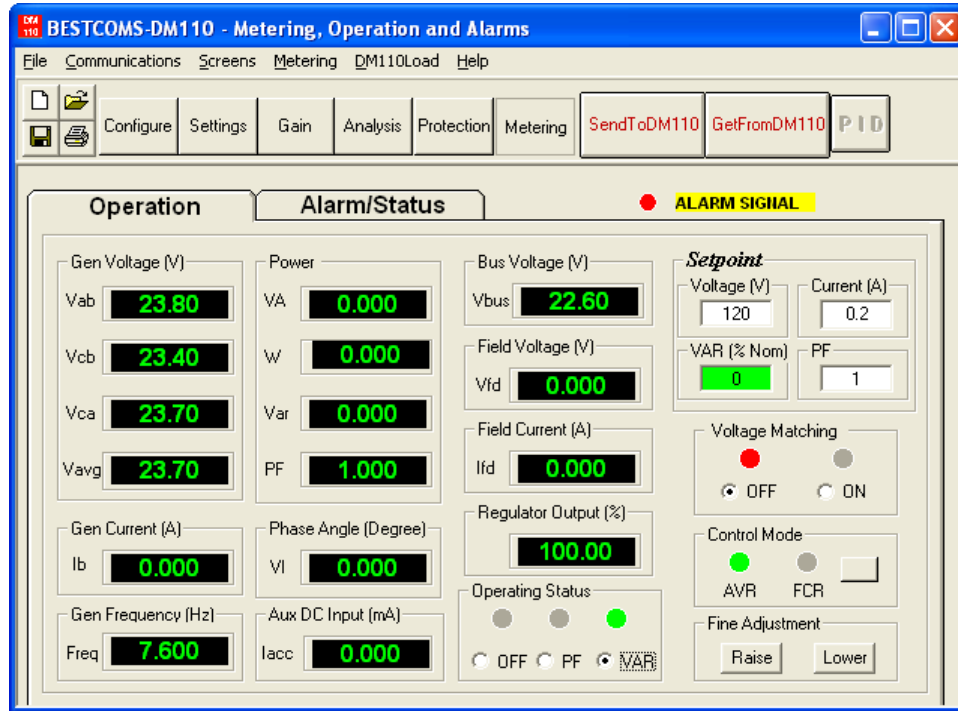 DM 110 BESTCOMS-DM110 - Metering, Operation and Alarms
File Communications Screens Metering DM110Load Help
Configure Settings Gain Analysis Protection Metering SendToDM110 GetFromDM110 P I D
Operation Alarm/Status ALARM SIGNAL
Gen Voltage (V)
Vab 23.80
Vcb 23.40
Vca 23.70
Vavg 23.70
Gen Current (A)
Ib 0.000
Gen Frequency (Hz)
Freq 7.600
Power
VA 0.000
W 0.000
Var 0.000
PF 1.000
Phase Angle (Degree)
VI 0.000
Aux DC Input (mA)
Iacc 0.000
Bus Voltage (V)
Vbus 22.60
Field Voltage (V)
Vfd 0.000
Field Current (A)
Ifd 0.000
Regulator Output (%)
100.00
Operating Status
OFF PF VAR
Setpoint
Voltage (V) Current (A)
120 0.2
VAR (% Nom) PF
0 1
Voltage Matching
OFF ON
Control Mode
AVR FCR
Fine Adjustment
Raise Lower